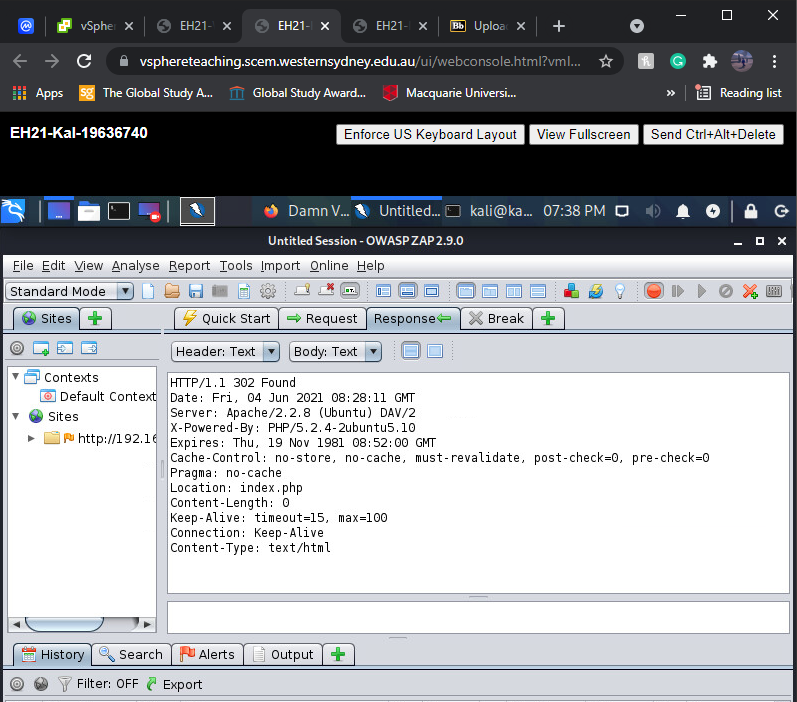 vSpher
EH21-
EH21-
EH21-
Bb Uploa
vsphereteaching.scem.westernsydney.edu.au/ui/webconsole.html?vml...
Apps SG The Global Study A... Global Study Award... Macquarie Universi... » Reading list
EH21-Kal-19636740 Enforce US Keyboard Layout View Fullscreen Send Ctrl+Alt+Delete
Damn V... Untitled... kali@ka... 07:38 PM
Untitled Session - OWASP ZAP 2.9.0
File Edit View Analyse Report Tools Import Online Help
Standard Mode
Sites Quick Start Request Response Break
Header: Text Body: Text
Contexts
Default Context
Sites
http://192.16
HTTP/1.1 302 Found
Date: Fri, 04 Jun 2021 08:28:11 GMT
Server: Apache/2.2.8 (Ubuntu) DAV/2
X-Powered-By: PHP/5.2.4-2ubuntu5.10
Expires: Thu, 19 Nov 1981 08:52:00 GMT
Cache-Control: no-store, no-cache, must-revalidate, post-check=0, pre-check=0
Pragma: no-cache
Location: index.php
Content-Length: 0
Keep-Alive: timeout=15, max=100
Connection: Keep-Alive
Content-Type: text/html
History Search Alerts Output
Filter: OFF Export